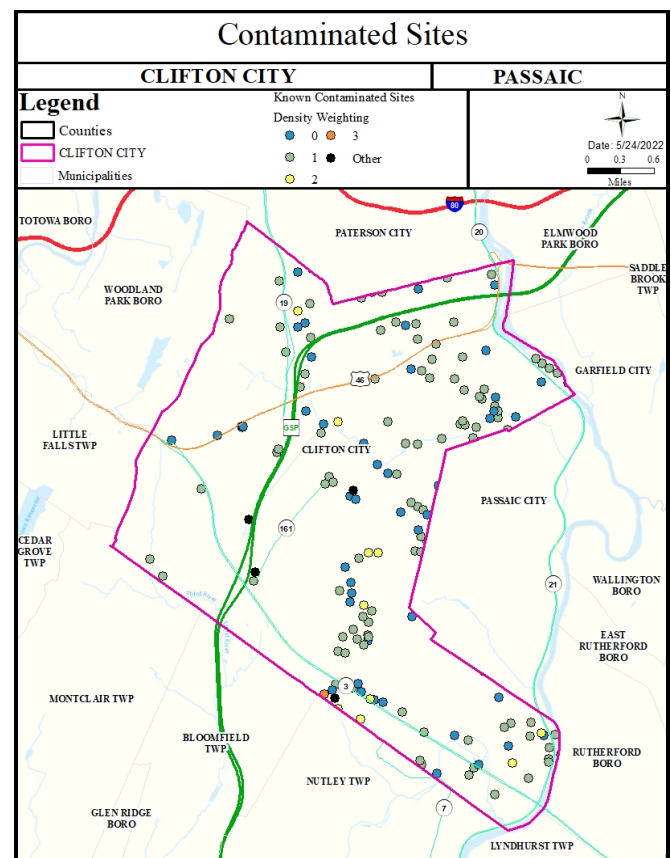 Contaminated Sites
CLIFTON CITY
PASSAIC
Legend
Counties
CLIFTON CITY
Municipalities
Known Contaminated Sites
Density Weighting
0
3
1
Other
2
N
Date: 5/24/2022
0 0.3 0.6
Miles
TOTOWA BORO
80
PATERSON CITY
20
ELMWOOD
PARK BORO
SADDLE
BROOK
TWP
WOODLAND
PARK BORO
19
46
GARFIELD CITY
LITTLE
FALLS TWP
GSP
CLIFTON CITY
PASSAIC CITY
CEDAR
GROVE
TWP
161
21
WALLINGTON
BORO
Third River
EAST
RUTHERFORD
BORO
3
MONTCLAIR TWP
BLOOMFIELD
TWP
RUTHERFORD
BORO
NUTLEY TWP
7
GLEN RIDGE
BORO
LYNDHURST TWP